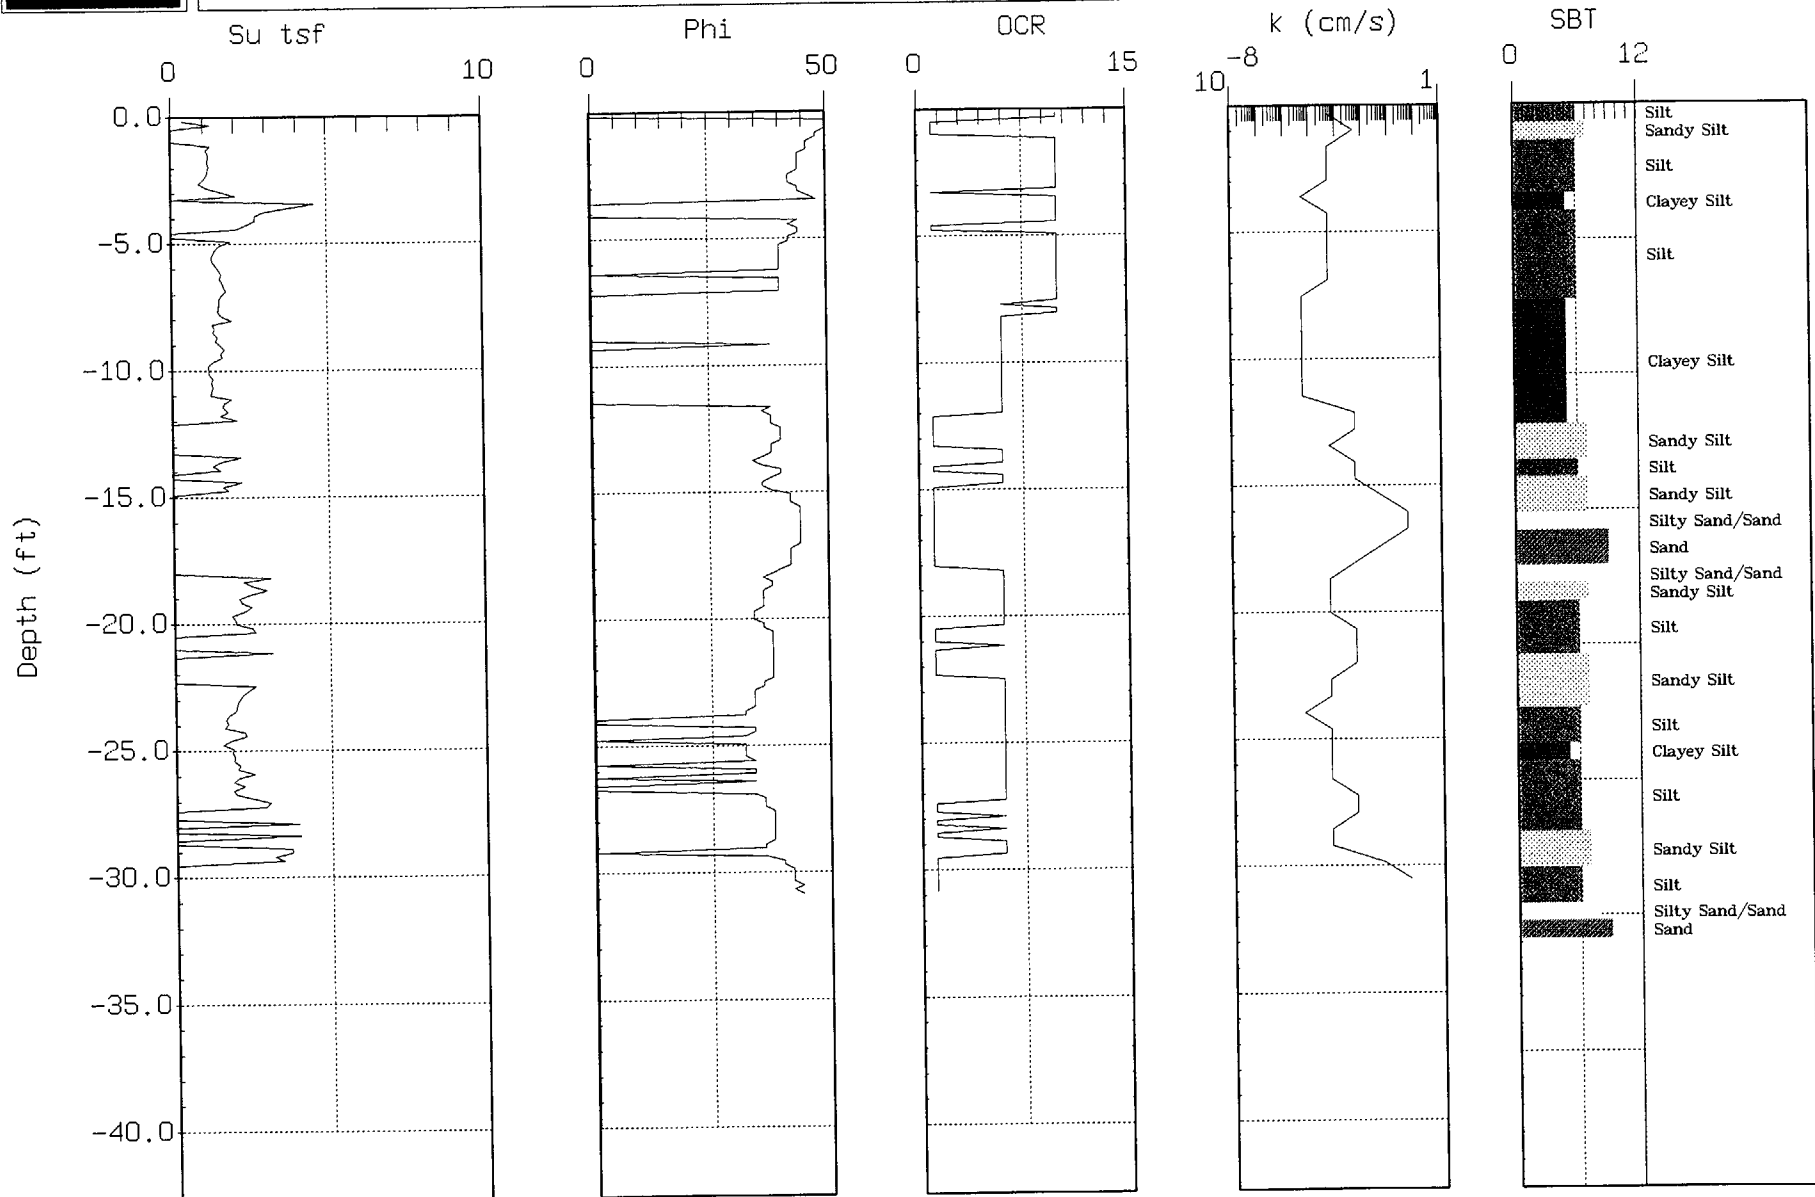 Su tsf
Phi
OCR
k (cm/s)
SBT
0 10
0 50
0 15
10^-8 1
0 12
Depth (ft)
0.0
-5.0
-10.0
-15.0
-20.0
-25.0
-30.0
-35.0
-40.0
Silt
Sandy Silt
Silt
Clayey Silt
Silt
Clayey Silt
Sandy Silt
Silt
Sandy Silt
Silty Sand/Sand
Sand
Silty Sand/Sand
Sandy Silt
Silt
Sandy Silt
Silt
Clayey Silt
Silt
Sandy Silt
Silt
Silty Sand/Sand
Sand